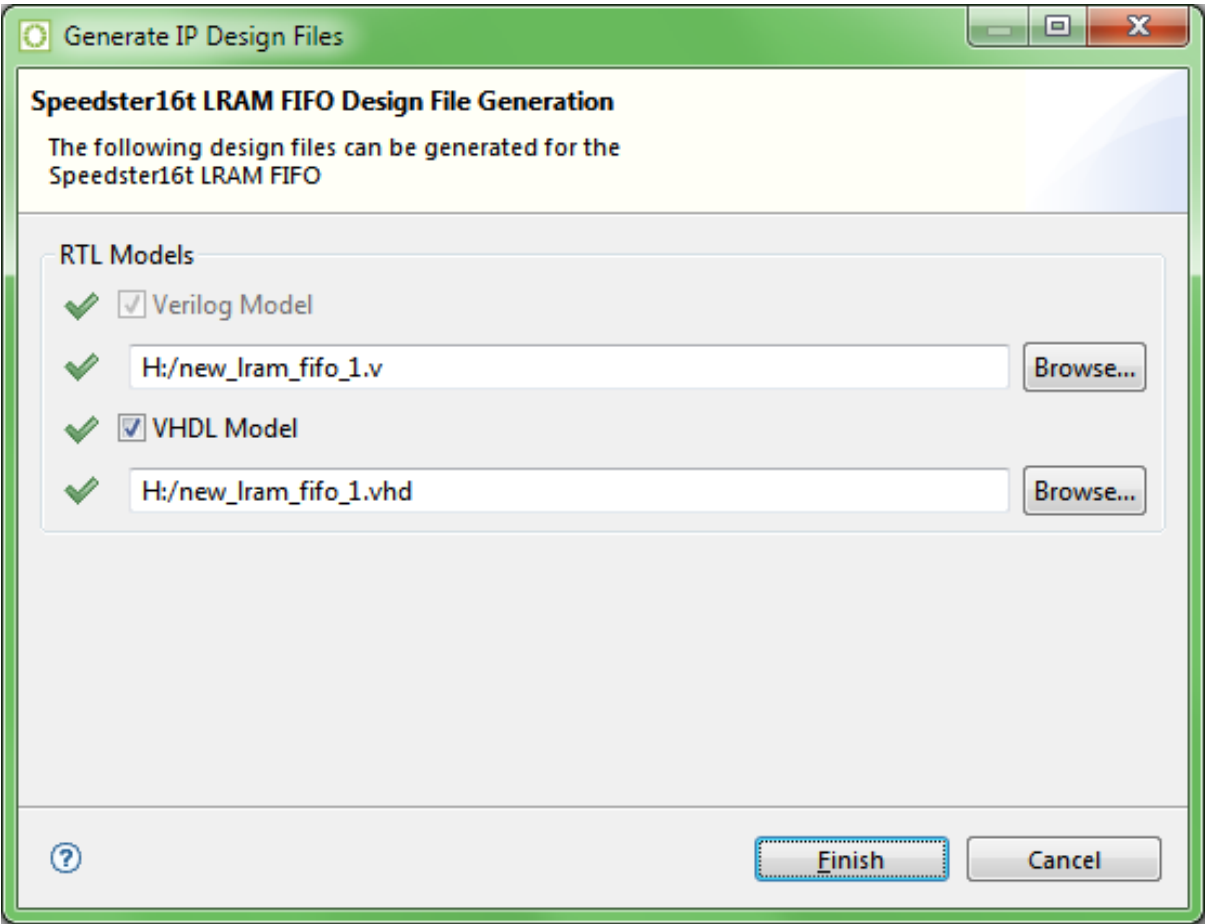 Generate IP Design Files
Speedster16t LRAM FIFO Design File Generation
The following design files can be generated for the
Speedster16t LRAM FIFO
RTL Models
Verilog Model
H:/new_lram_fifo_1.v
Browse...
VHDL Model
H:/new_lram_fifo_1.vhd
Browse...
?
Finish
Cancel